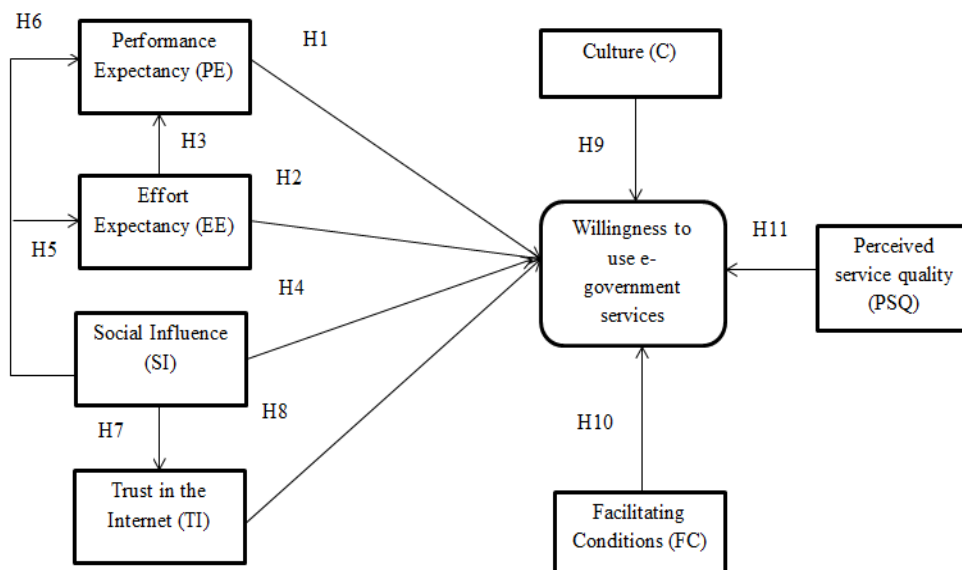 H6
Performance
Expectancy (PE)
H1
Culture (C)
H3
H9
Effort
Expectancy (EE)
H2
H5
Willingness to
use e-
government
services
H11
Perceived
service quality
(PSQ)
H4
Social Influence
(SI)
H7
H8
H10
Trust in the
Internet (TI)
Facilitating
Conditions (FC)